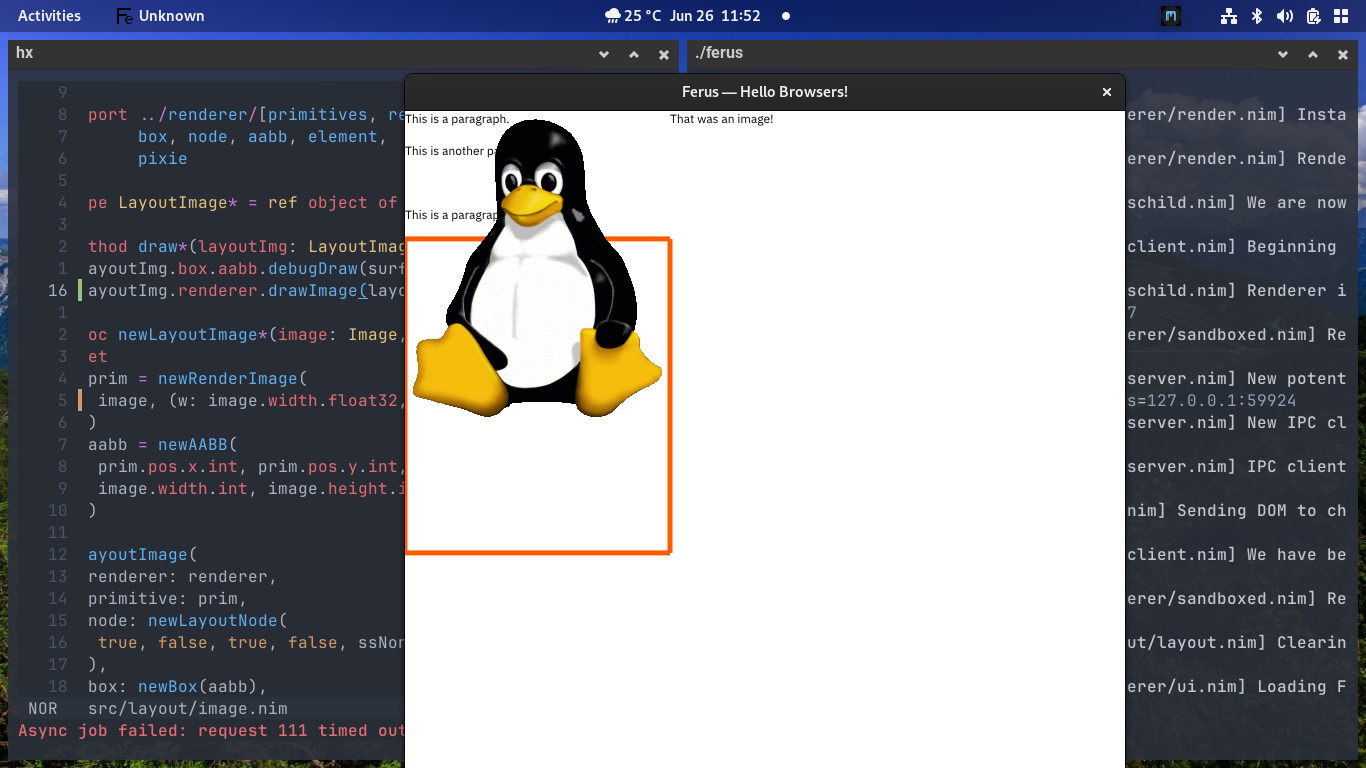 Activities Fe Unknown 25 °C Jun 26 11:52
hx
./ferus
9
8 port ../renderer/[primitives, re
7 box, node, aabb, element,
6 pixie
5
4 pe LayoutImage* = ref object of
3
2 thod draw*(layoutImg: LayoutImag
1 ayoutImg.box.aabb.debugDraw(surf
16 ayoutImg.renderer.drawImage(layo
1
2 oc newLayoutImage*(image: Image,
3 et
4 prim = newRenderImage(
5 image, (w: image.width.float32,
6 )
7 aabb = newAABB(
8 prim.pos.x.int, prim.pos.y.int,
9 image.width.int, image.height.i
10 )
11
12 ayoutImage(
13 renderer: renderer,
14 primitive: prim,
15 node: newLayoutNode(
16 true, false, true, false, ssNon
17 ),
18 box: newBox(aabb),
NOR src/layout/image.nim
Async job failed: request 111 timed out
Ferus — Hello Browsers!
This is a paragraph.
That was an image!
This is another pa
This is a paragrap
erer/render.nim] Insta
erer/render.nim] Rende
schild.nim] We are now
client.nim] Beginning
schild.nim] Renderer i
7
erer/sandboxed.nim] Re
server.nim] New potent
s=127.0.0.1:59924
server.nim] New IPC cl
server.nim] IPC client
nim] Sending DOM to ch
client.nim] We have be
erer/sandboxed.nim] Re
ut/layout.nim] Clearin
erer/ui.nim] Loading F